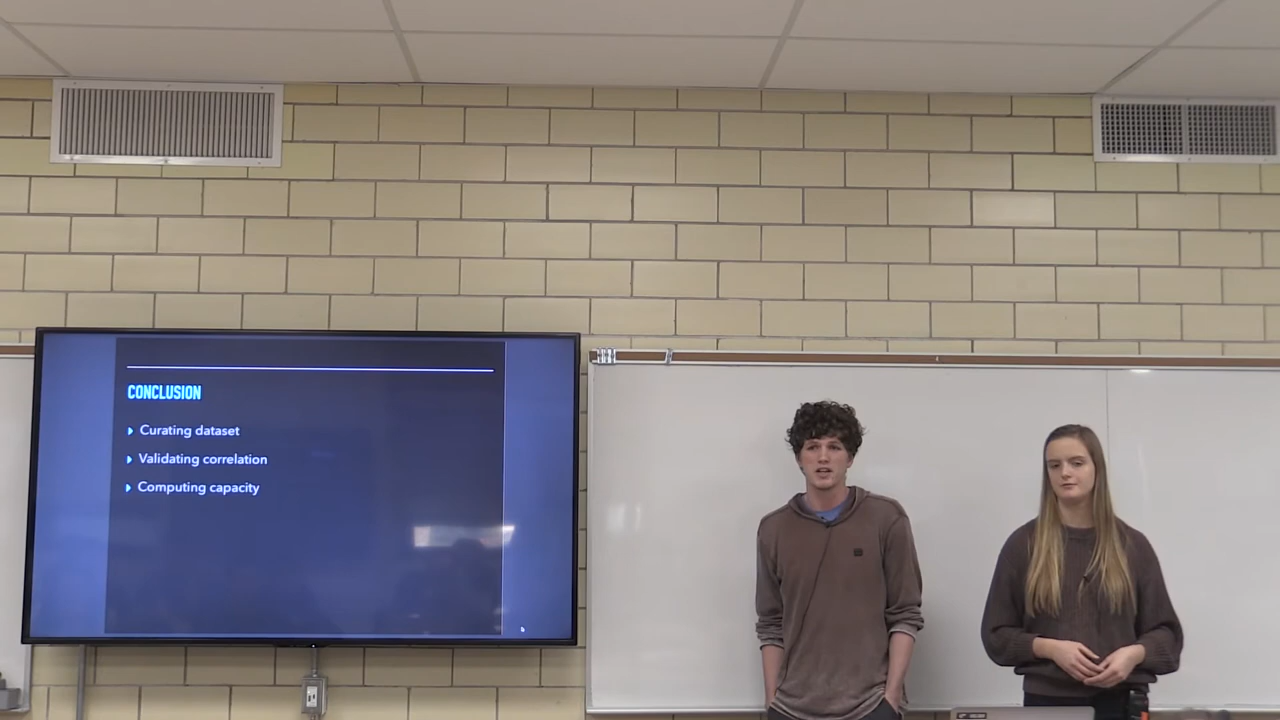 CONCLUSION
Curating dataset
Validating correlation
Computing capacity